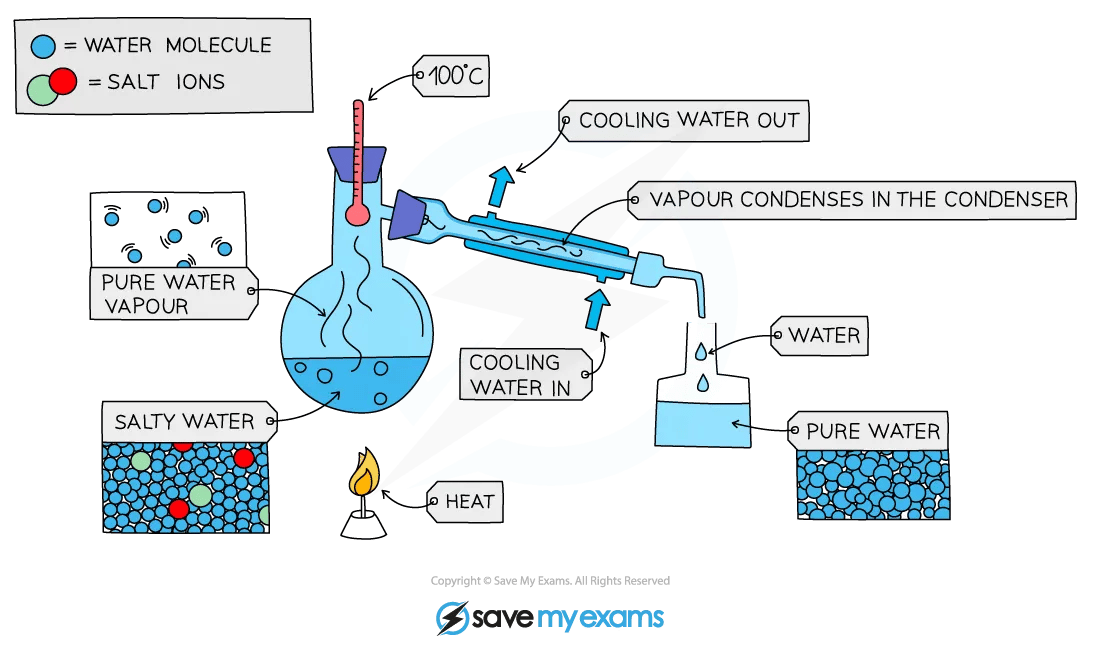 = WATER MOLECULE
= SALT IONS
100°C
COOLING WATER OUT
VAPOUR CONDENSES IN THE CONDENSER
PURE WATER
VAPOUR
COOLING
WATER IN
WATER
SALTY WATER
PURE WATER
HEAT
Copyright © Save My Exams. All Rights Reserved
save my exams